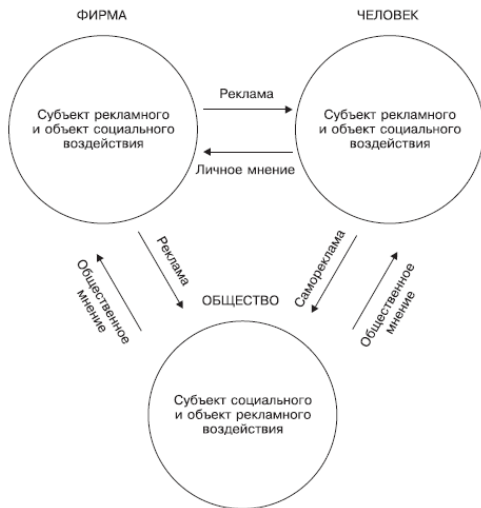 ФИРМА
ЧЕЛОВЕК
Субъект рекламного
и объект социального
воздействия
Реклама
Личное мнение
Субъект рекламного
и объект социального
воздействия
Общественное
мнение
Реклама
Самореклама
Общественное
мнение
ОБЩЕСТВО
Субъект социального
и объект рекламного
воздействия